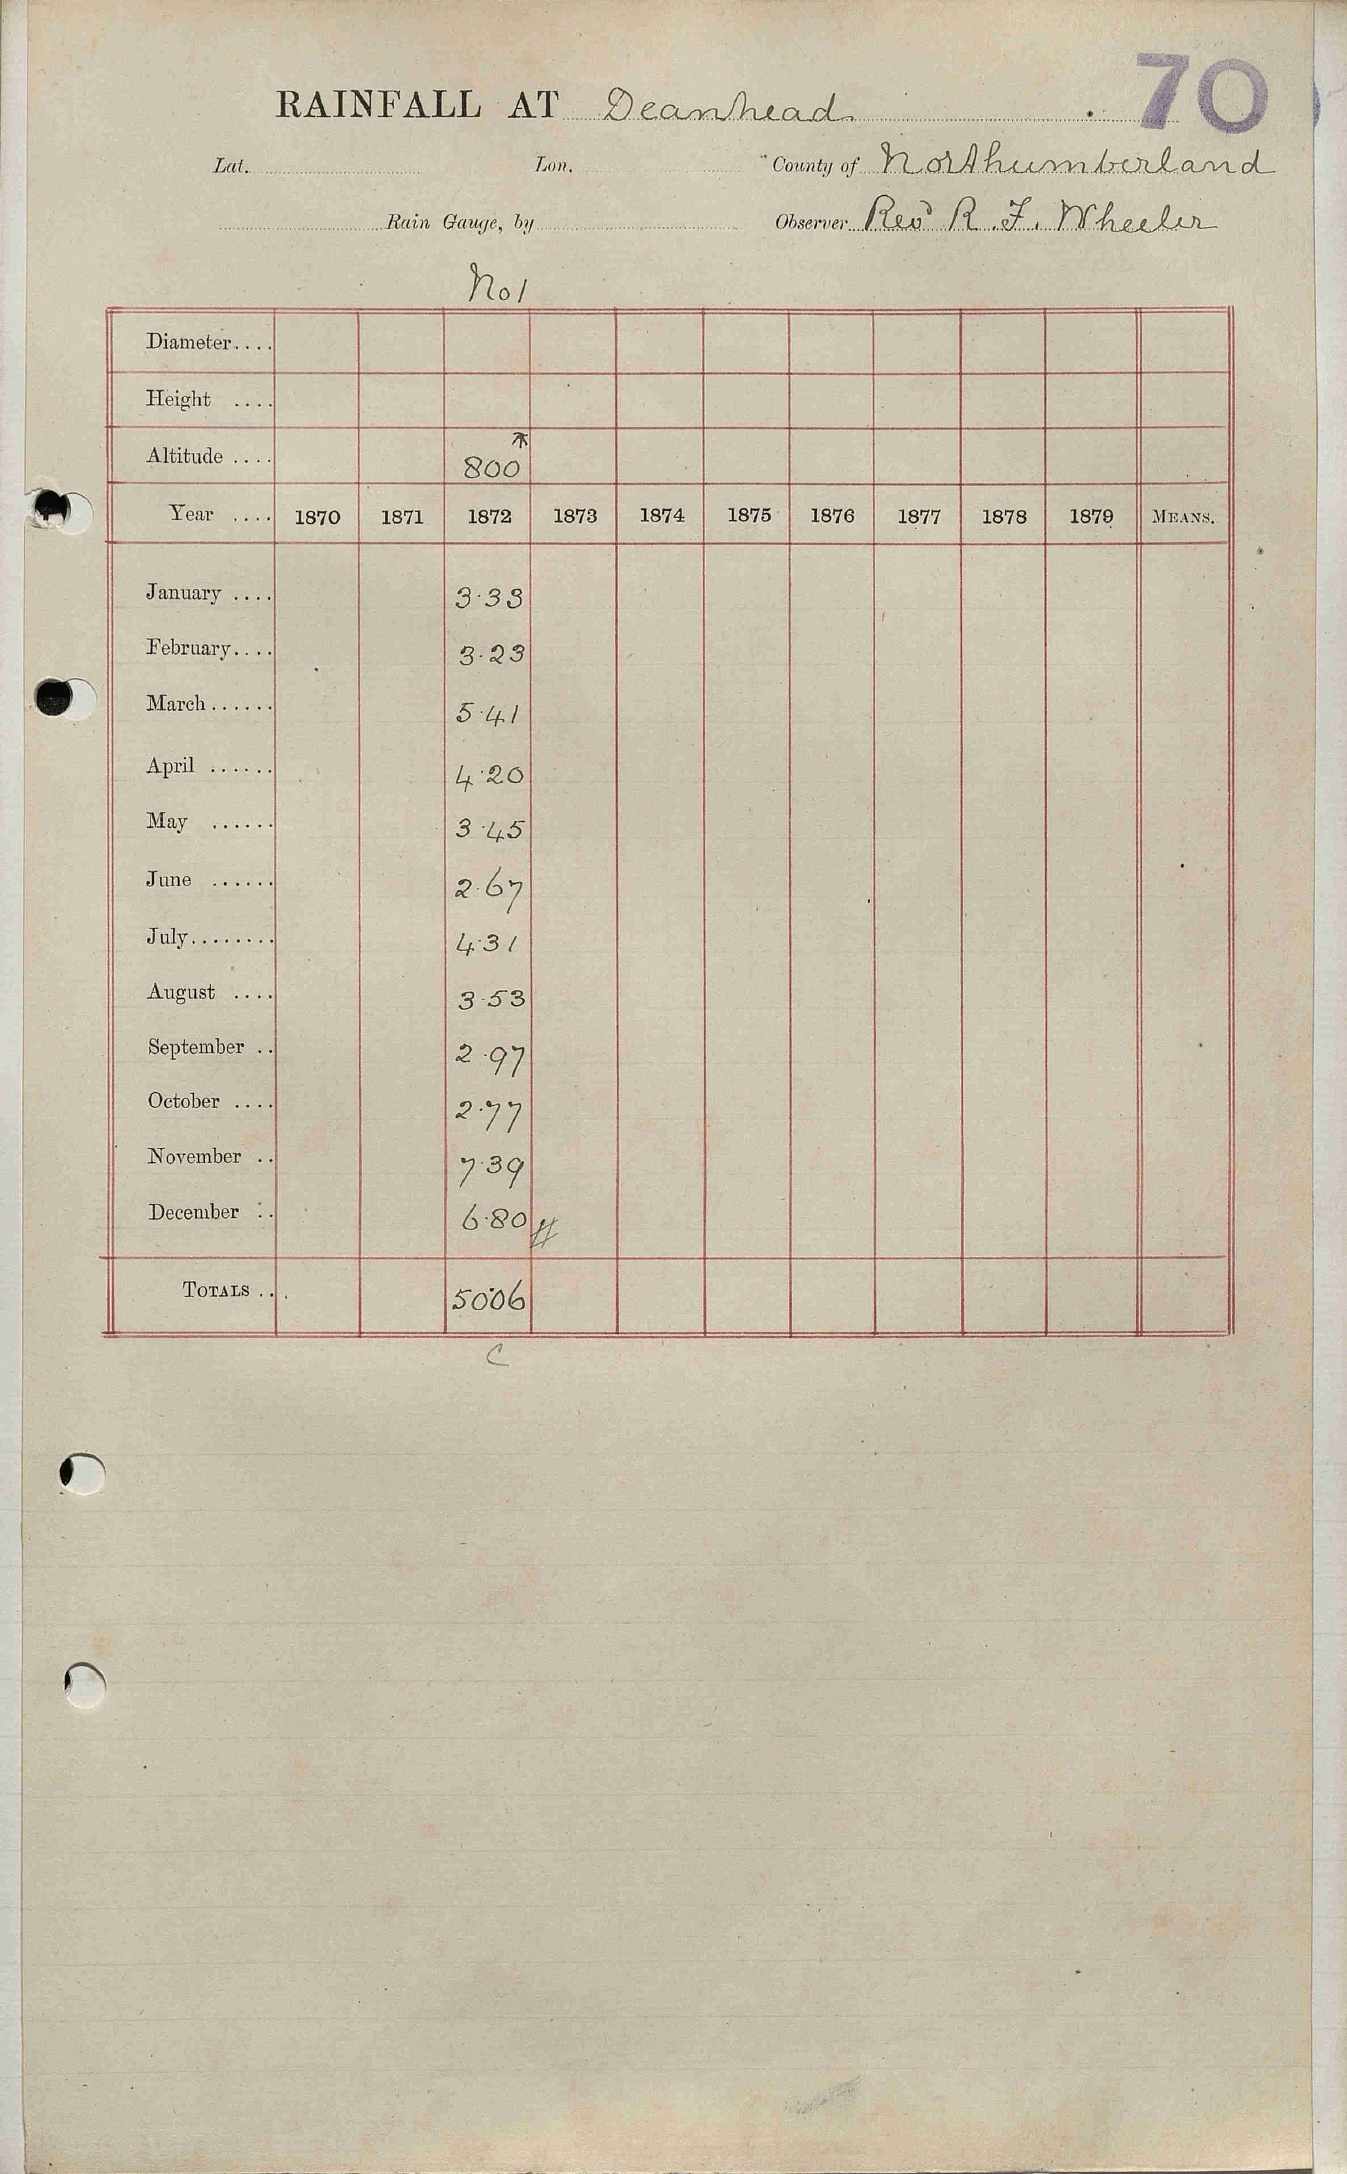 70
RAINFALL AT Deanhead
Lat. Lon. County of Northumberland
Rain Gauge, by Observer Revd R. F. Wheeler
No 1
Diameter....
Height ....
Altitude .... 800
Year .... 1870 1871 1872 1873 1874 1875 1876 1877 1878 1879 MEANS.
January .... 3.33
February.... 3.23
March...... 5.41
April ...... 4.20
May ...... 3.45
June ...... 2.67
July........ 4.31
August .... 3.53
September .. 2.97
October .... 2.77
November .. 7.39
December .. 6.80 //
TOTALS ... 50.06
C